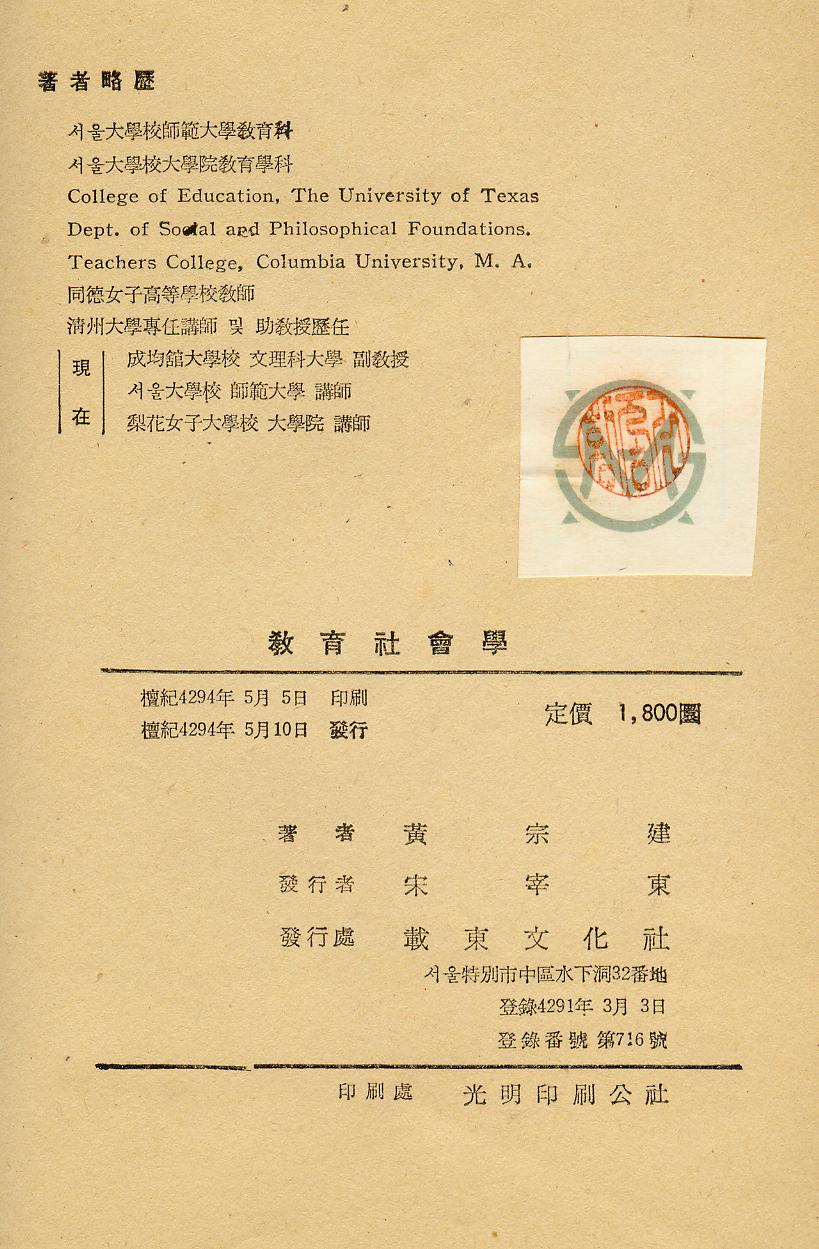 著者略歷
서울大學校師範大學敎育科
서울大學校大學院敎育學科
College of Education, The University of Texas
Dept. of Social and Philosophical Foundations.
Teachers College, Columbia University, M. A.
同德女子高等學校敎師
淸州大學專任講師 및 助敎授歷任
現在
成均舘大學校 文理科大學 副敎授
서울大學校 師範大學 講師
梨花女子大學校 大學院 講師
敎育社會學
檀紀4294年 5月 5日 印刷
檀紀4294年 5月10日 發行
定價 1,800圜
著者 黃宗建
發行者 宋宰東
發行處 載東文化社
서울特別市中區水下洞32番地
登錄4291年 3月 3日
登錄番號 第716號
印刷處 光明印刷公社